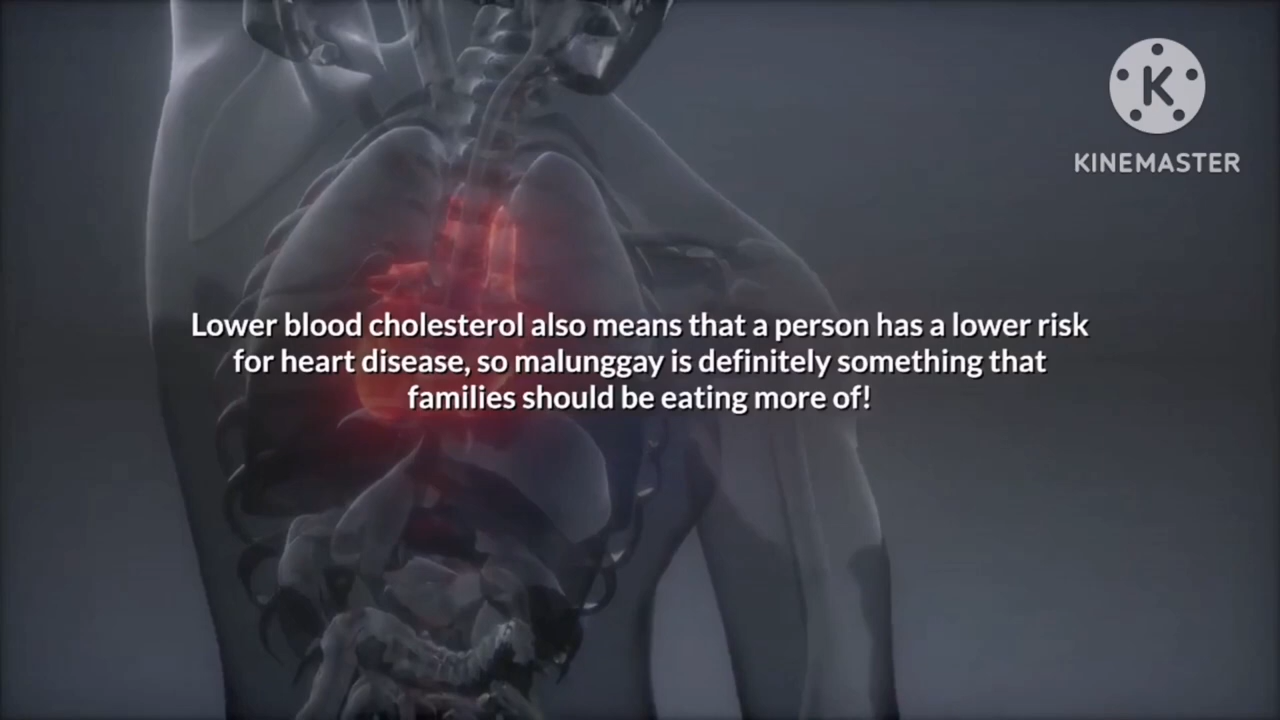 KINEMASTER
Lower blood cholesterol also means that a person has a lower risk
for heart disease, so malunggay is definitely something that
families should be eating more of!